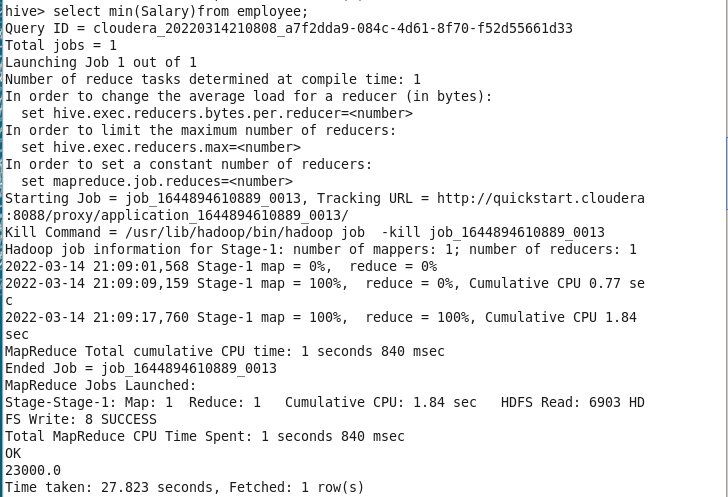 hive> select min(Salary)from employee;
Query ID = cloudera_20220314210808_a7f2dda9-084c-4d61-8f70-f52d55661d33
Total jobs = 1
Launching Job 1 out of 1
Number of reduce tasks determined at compile time: 1
In order to change the average load for a reducer (in bytes):
  set hive.exec.reducers.bytes.per.reducer=<number>
In order to limit the maximum number of reducers:
  set hive.exec.reducers.max=<number>
In order to set a constant number of reducers:
  set mapreduce.job.reduces=<number>
Starting Job = job_1644894610889_0013, Tracking URL = http://quickstart.cloudera
:8088/proxy/application_1644894610889_0013/
Kill Command = /usr/lib/hadoop/bin/hadoop job  -kill job_1644894610889_0013
Hadoop job information for Stage-1: number of mappers: 1; number of reducers: 1
2022-03-14 21:09:01,568 Stage-1 map = 0%,  reduce = 0%
2022-03-14 21:09:09,159 Stage-1 map = 100%,  reduce = 0%, Cumulative CPU 0.77 se
c
2022-03-14 21:09:17,760 Stage-1 map = 100%,  reduce = 100%, Cumulative CPU 1.84
sec
MapReduce Total cumulative CPU time: 1 seconds 840 msec
Ended Job = job_1644894610889_0013
MapReduce Jobs Launched:
Stage-Stage-1: Map: 1  Reduce: 1   Cumulative CPU: 1.84 sec   HDFS Read: 6903 HD
FS Write: 8 SUCCESS
Total MapReduce CPU Time Spent: 1 seconds 840 msec
OK
23000.0
Time taken: 27.823 seconds, Fetched: 1 row(s)